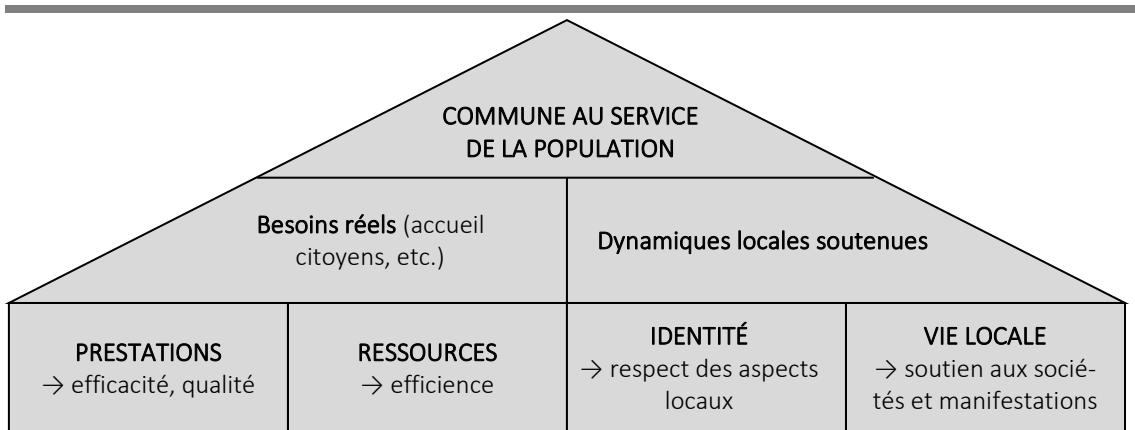 COMMUNE AU SERVICE
DE LA POPULATION
Besoins réels (accueil
citoyens, etc.)
Dynamiques locales soutenues
PRESTATIONS
→ efficacité, qualité
RESSOURCES
→ efficience
IDENTITÉ
→ respect des aspects
locaux
VIE LOCALE
→ soutien aux socié-
tés et manifestations